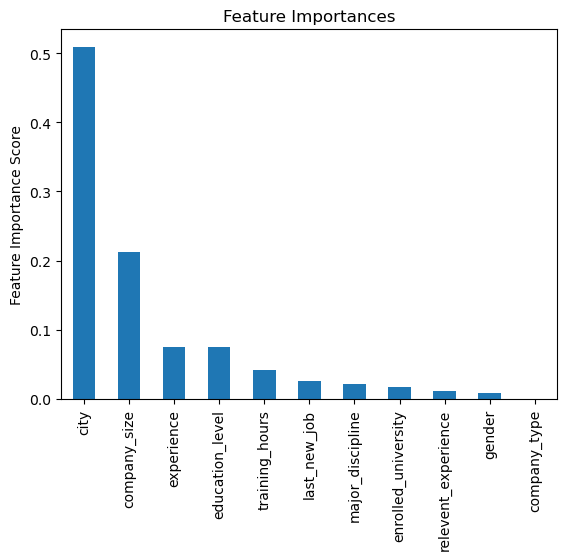 Feature Importances
Feature Importance Score
0.5
0.4
0.3
0.2
0.1
0.0
city
company_size
experience
education_level
training_hours
last_new_job
major_discipline
enrolled_university
relevent_experience
gender
company_type